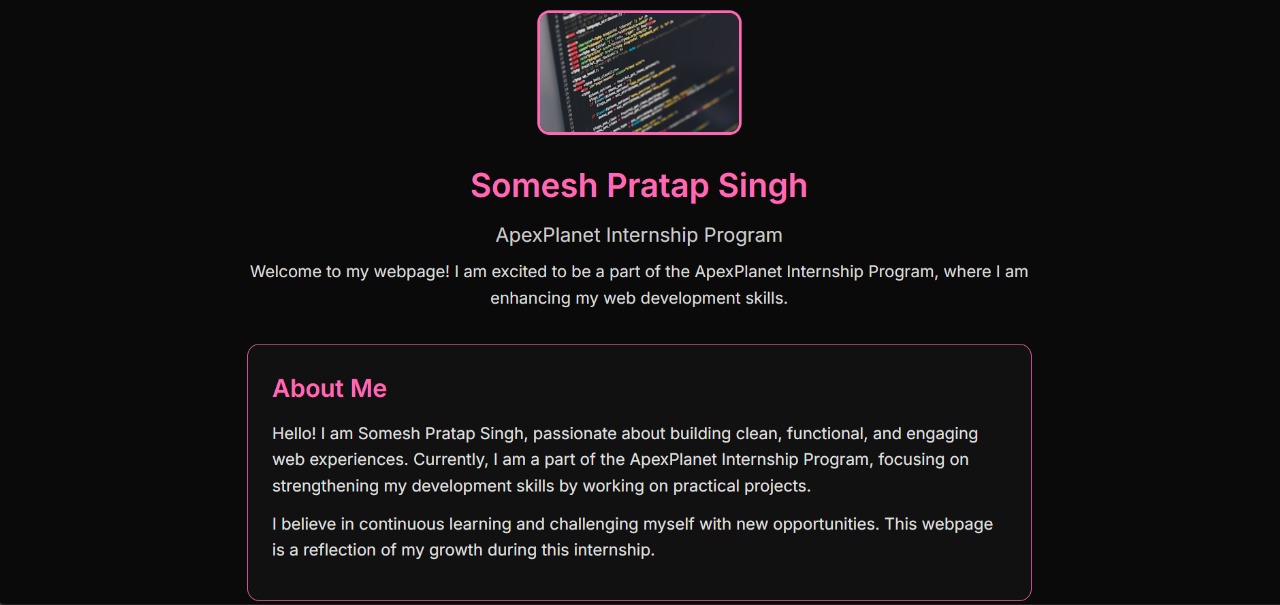 Somesh Pratap Singh
ApexPlanet Internship Program
Welcome to my webpage! I am excited to be a part of the ApexPlanet Internship Program, where I am
enhancing my web development skills.
About Me
Hello! I am Somesh Pratap Singh, passionate about building clean, functional, and engaging
web experiences. Currently, I am a part of the ApexPlanet Internship Program, focusing on
strengthening my development skills by working on practical projects.
I believe in continuous learning and challenging myself with new opportunities. This webpage
is a reflection of my growth during this internship.